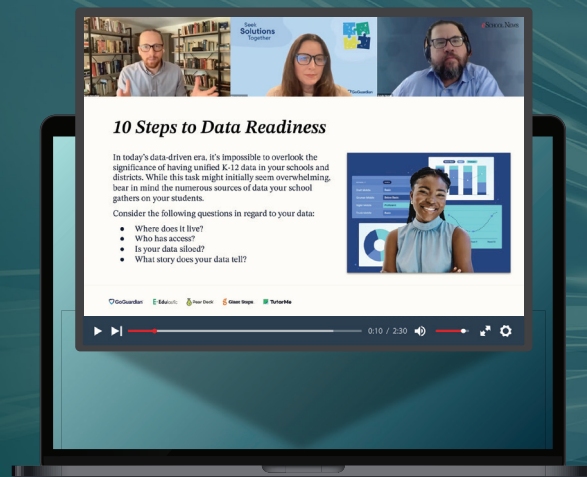 Seek
Solutions
Together
eSchool News
GoGuardian
10 Steps to Data Readiness
In today's data-driven era, it's impossible to overlook the
significance of having unified K-12 data in your schools and
districts. While this task might initially seem overwhelming,
bear in mind the numerous sources of data your school
gathers on your students.
Consider the following questions in regard to your data:
• Where does it live?
• Who has access?
• Is your data siloed?
• What story does your data tell?
GoGuardian Edulastic Pear Deck Giant Steps TutorMe
0:10 / 2:30